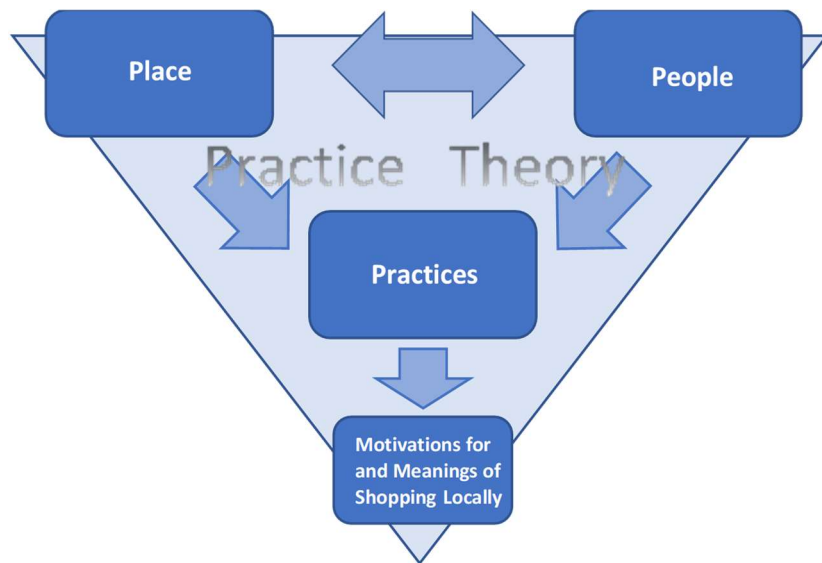 Place
People
Practice Theory
Practices
Motivations for
and Meanings of
Shopping Locally